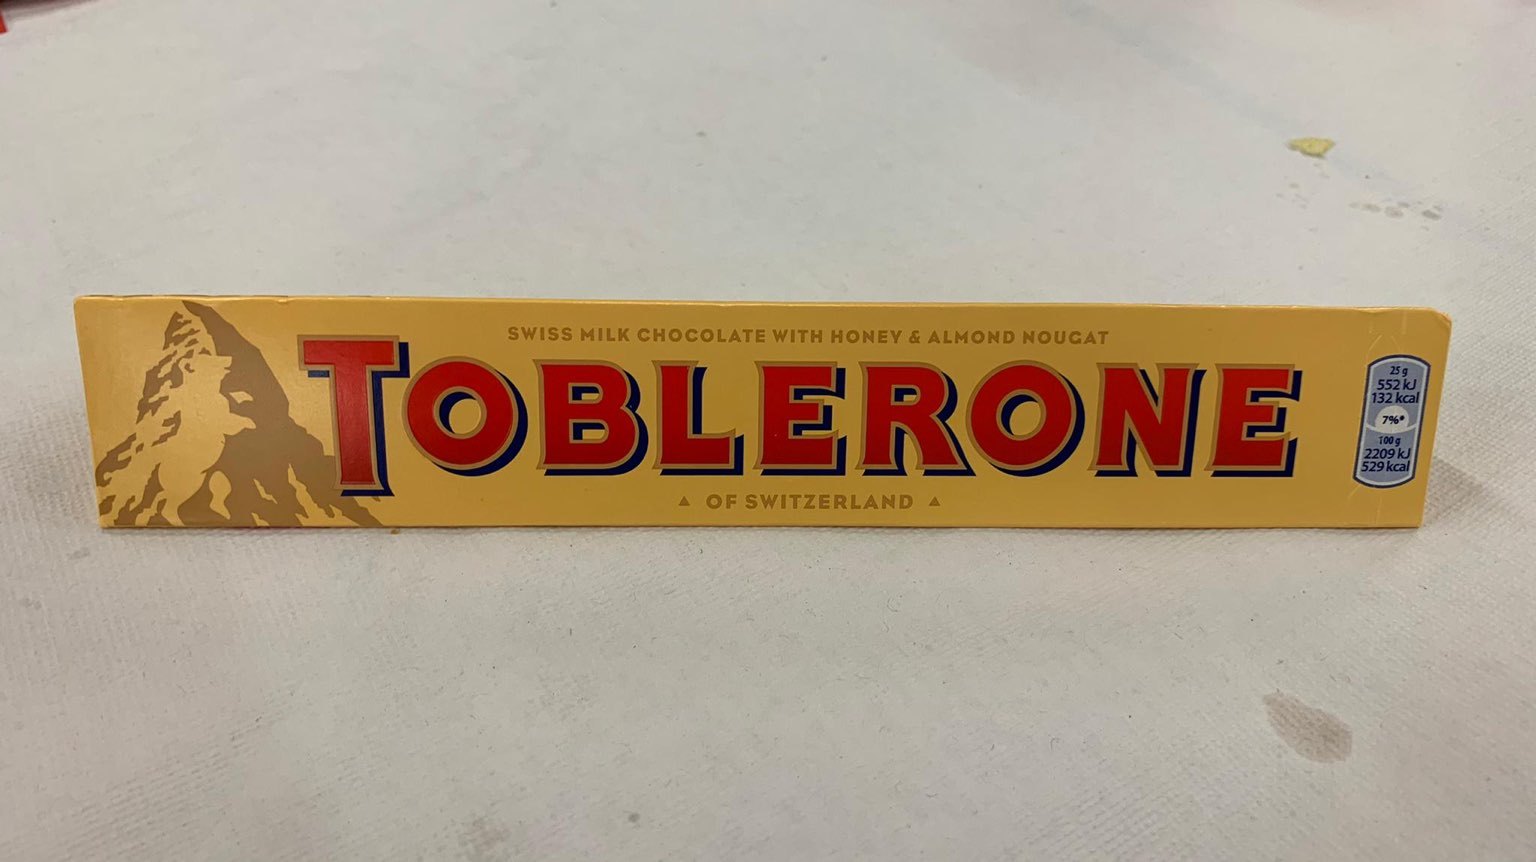 SWISS MILK CHOCOLATE WITH HONEY & ALMOND NOUGAT
TOBLERONE
OF SWITZERLAND
25 g
552 kJ
132 kcal
7%*
100 g
2209 kJ
529 kcal